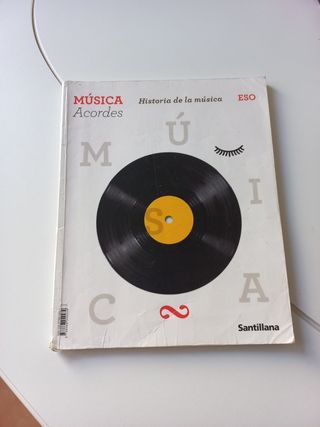 MÚSICA
Acordes
Historia de la música
ESO
M
Ú
S
I
C
A
Santillana